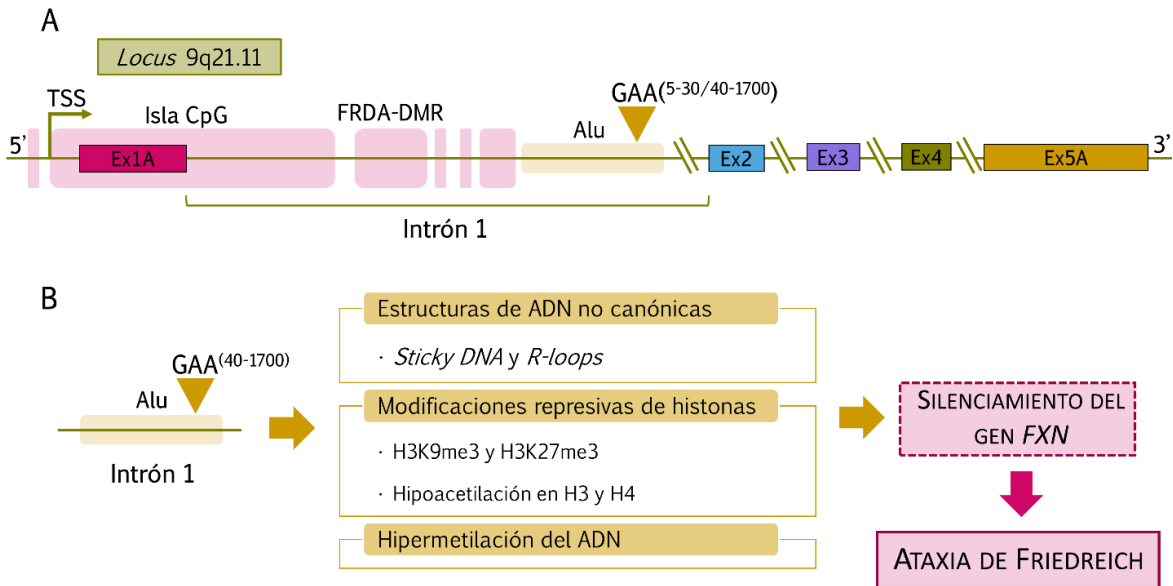 A
Locus 9q21.11
TSS
Isla CpG
FRDA-DMR
GAA(5-30/40-1700)
Alu
5’
Ex1A
Ex2
Ex3
Ex4
Ex5A
3’
Intrón 1
B
GAA(40-1700)
Alu
Intrón 1
Estructuras de ADN no canónicas
· Sticky DNA y R-loops
Modificaciones represivas de histonas
· H3K9me3 y H3K27me3
· Hipoacetilación en H3 y H4
Hipermetilación del ADN
SILENCIAMIENTO DEL
GEN FXN
ATAXIA DE FRIEDREICH